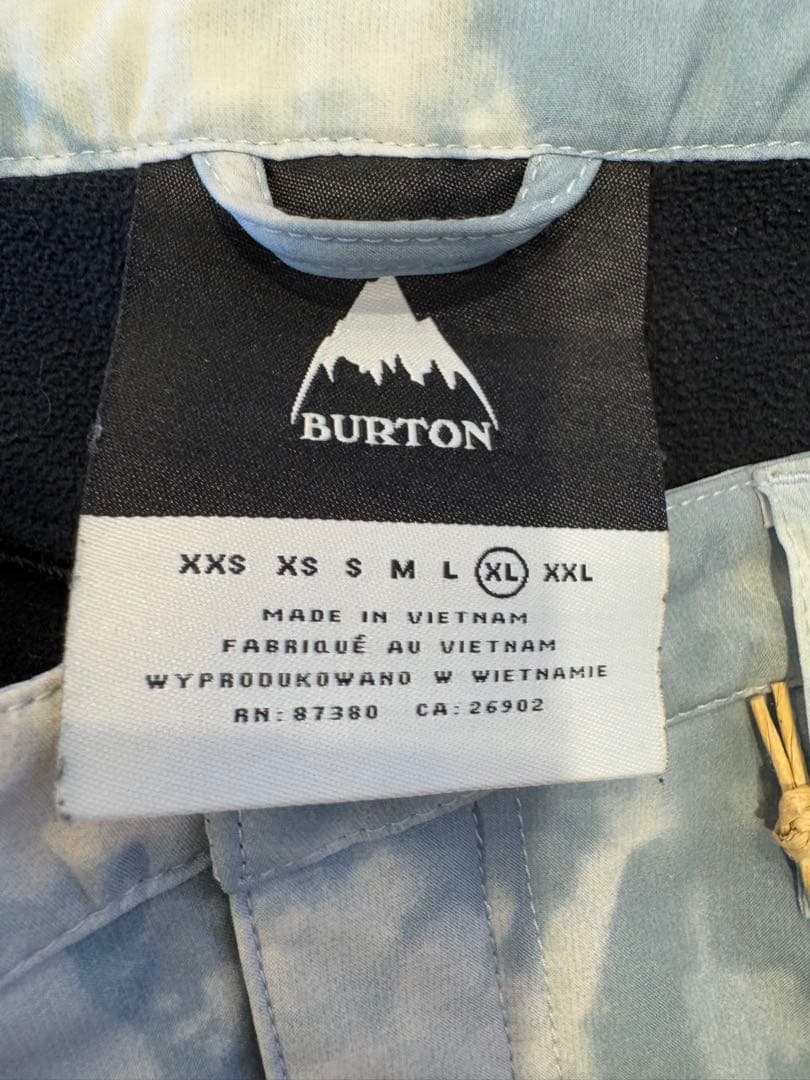 BURTON
XXS XS S M L XL XXL
MADE IN VIETNAM
FABRIQUÉ AU VIETNAM
WYPRODUKOWANO W WIETNAMIE
RN: 87380 CA: 26902